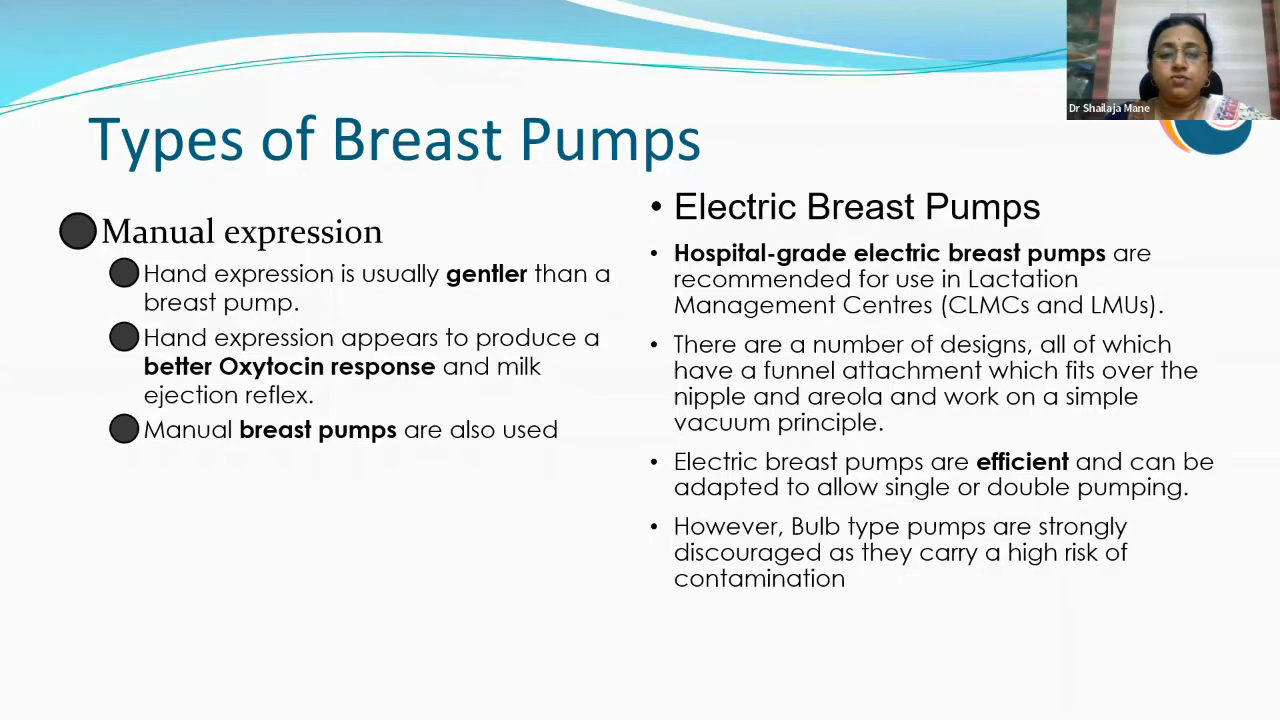 Dr Shailaja Mane
Types of Breast Pumps
Manual expression
Hand expression is usually gentler than a
breast pump.
Hand expression appears to produce a
better Oxytocin response and milk
ejection reflex.
Manual breast pumps are also used
• Electric Breast Pumps
• Hospital-grade electric breast pumps are
recommended for use in Lactation
Management Centres (CLMCs and LMUs).
• There are a number of designs, all of which
have a funnel attachment which fits over the
nipple and areola and work on a simple
vacuum principle.
• Electric breast pumps are efficient and can be
adapted to allow single or double pumping.
• However, Bulb type pumps are strongly
discouraged as they carry a high risk of
contamination